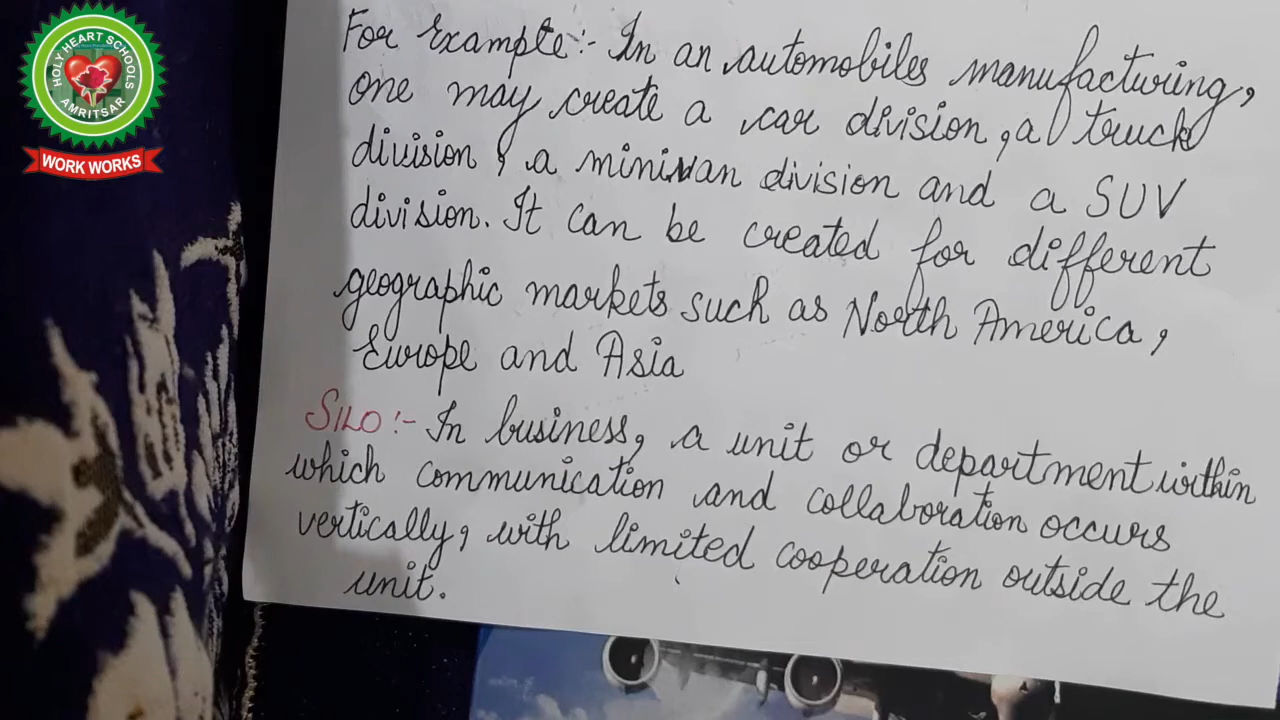 HOLY HEART SCHOOLS
AMRITSAR
WORK WORKS
For Example:- In an automobiles manufacturing,
one may create a car division, a truck
division, a minivan division and a SUV
division. It can be created for different
geographic markets such as North America,
Europe and Asia
SILO:- In business, a unit or department within
which communication and collaboration occurs
vertically, with limited cooperation outside the
unit.